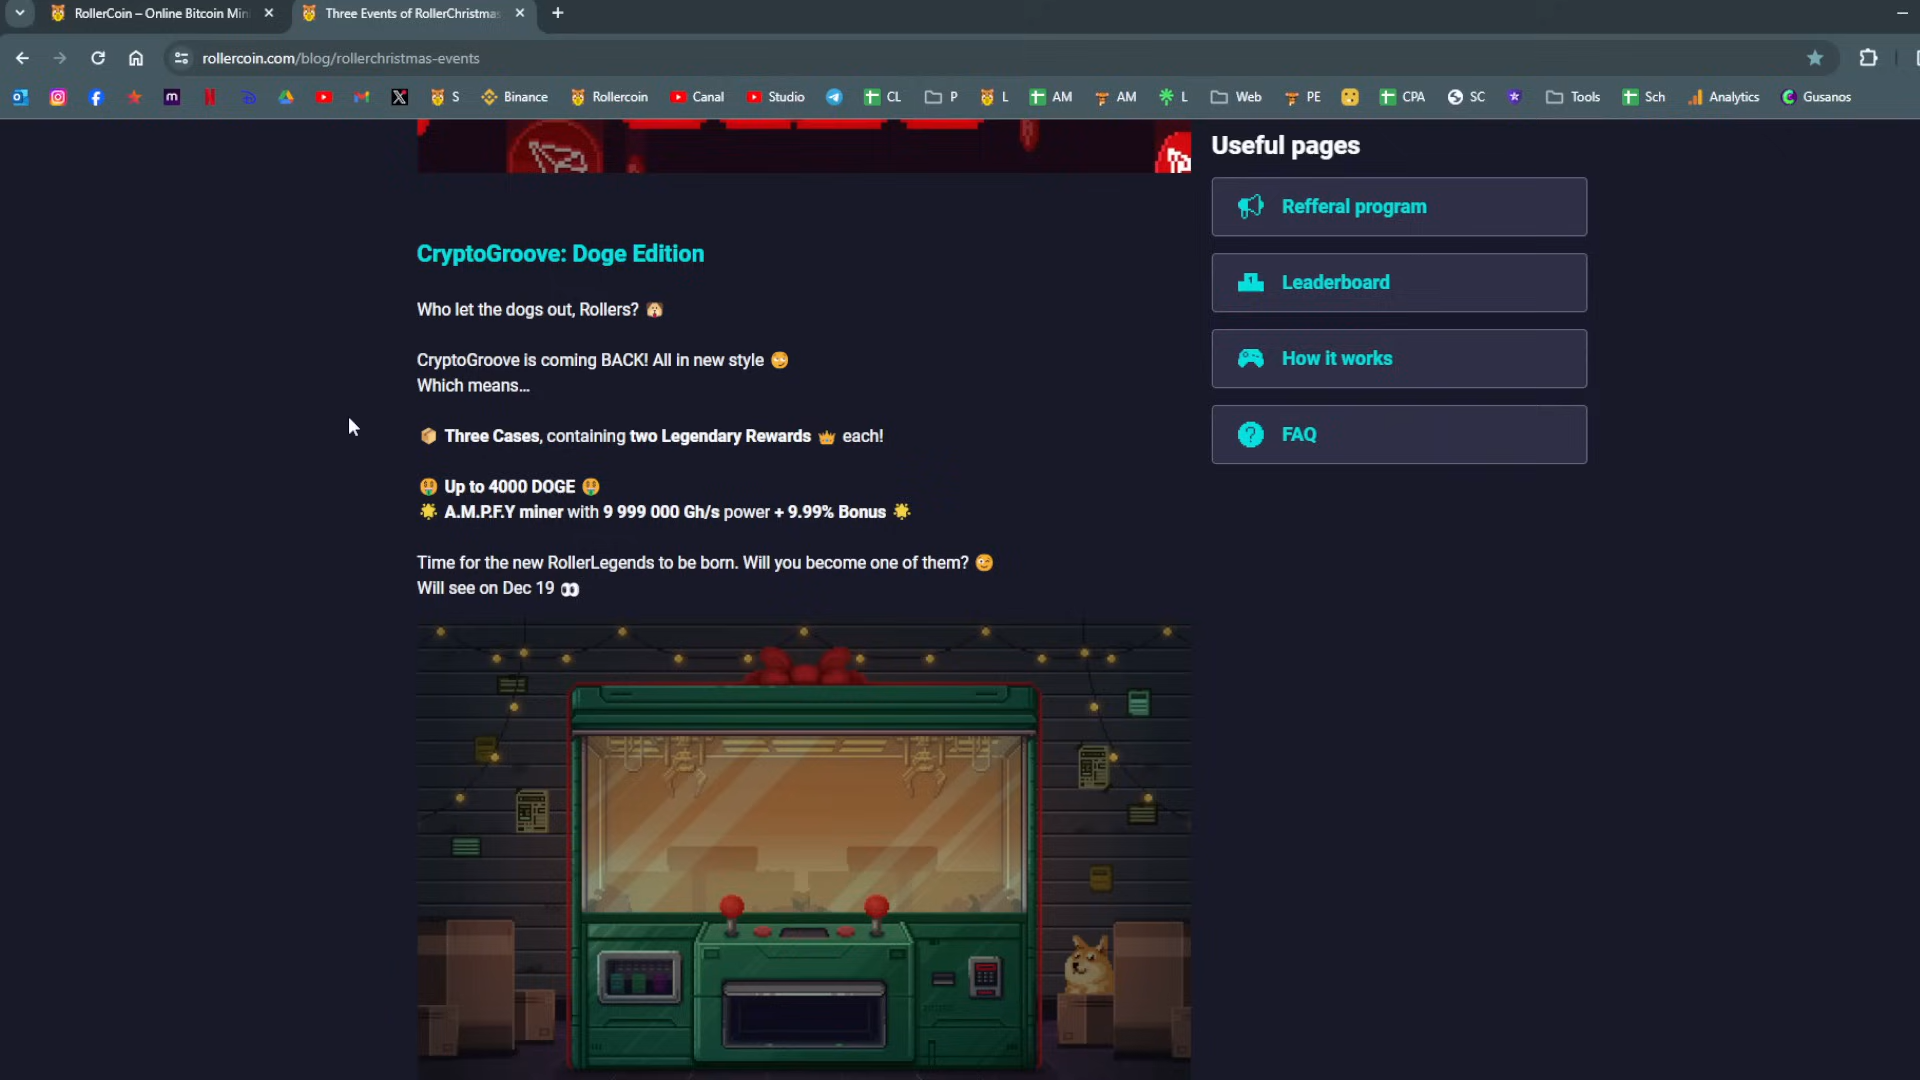 RollerCoin – Online Bitcoin Min
Three Events of RollerChristmas
rollercoin.com/blog/rollerchristmas-events
S
Binance
Rollercoin
Canal
Studio
CL
P
L
AM
AM
L
Web
PE
CPA
SC
Tools
Sch
Analytics
Gusanos
CryptoGroove: Doge Edition
Who let the dogs out, Rollers?
CryptoGroove is coming BACK! All in new style
Which means...
Three Cases, containing two Legendary Rewards 👑 each!
🤑 Up to 4000 DOGE 🤑
🌟 A.M.P.F.Y miner with 9 999 000 Gh/s power + 9.99% Bonus 🌟
Time for the new RollerLegends to be born. Will you become one of them?
Will see on Dec 19 👀
Useful pages
Refferal program
Leaderboard
How it works
FAQ